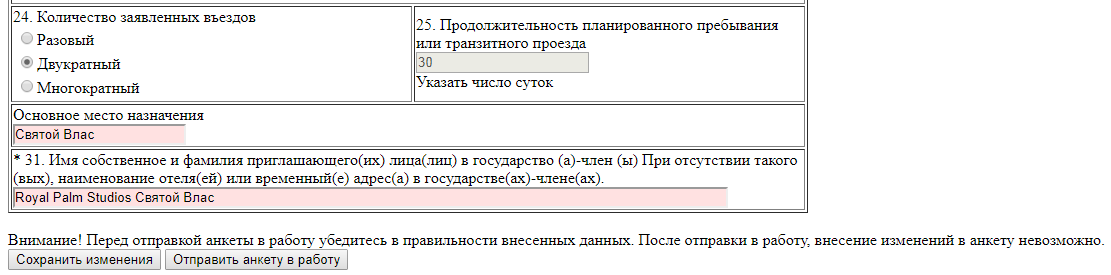 24. Количество заявленных въездов
Разовый
Двукратный
Многократный
25. Продолжительность планированного пребывания
или транзитного проезда
30
Указать число суток
Основное место назначения
Святой Влас
* 31. Имя собственное и фамилия приглашающего(их) лица(лиц) в государство (а)-член (ы) При отсутствии такого
(вых), наименование отеля(ей) или временный(е) адрес(а) в государстве(ах)-члене(ах).
Royal Palm Studios Святой Влас
Внимание! Перед отправкой анкеты в работу убедитесь в правильности внесенных данных. После отправки в работу, внесение изменений в анкету невозможно.
Сохранить изменения Отправить анкету в работу